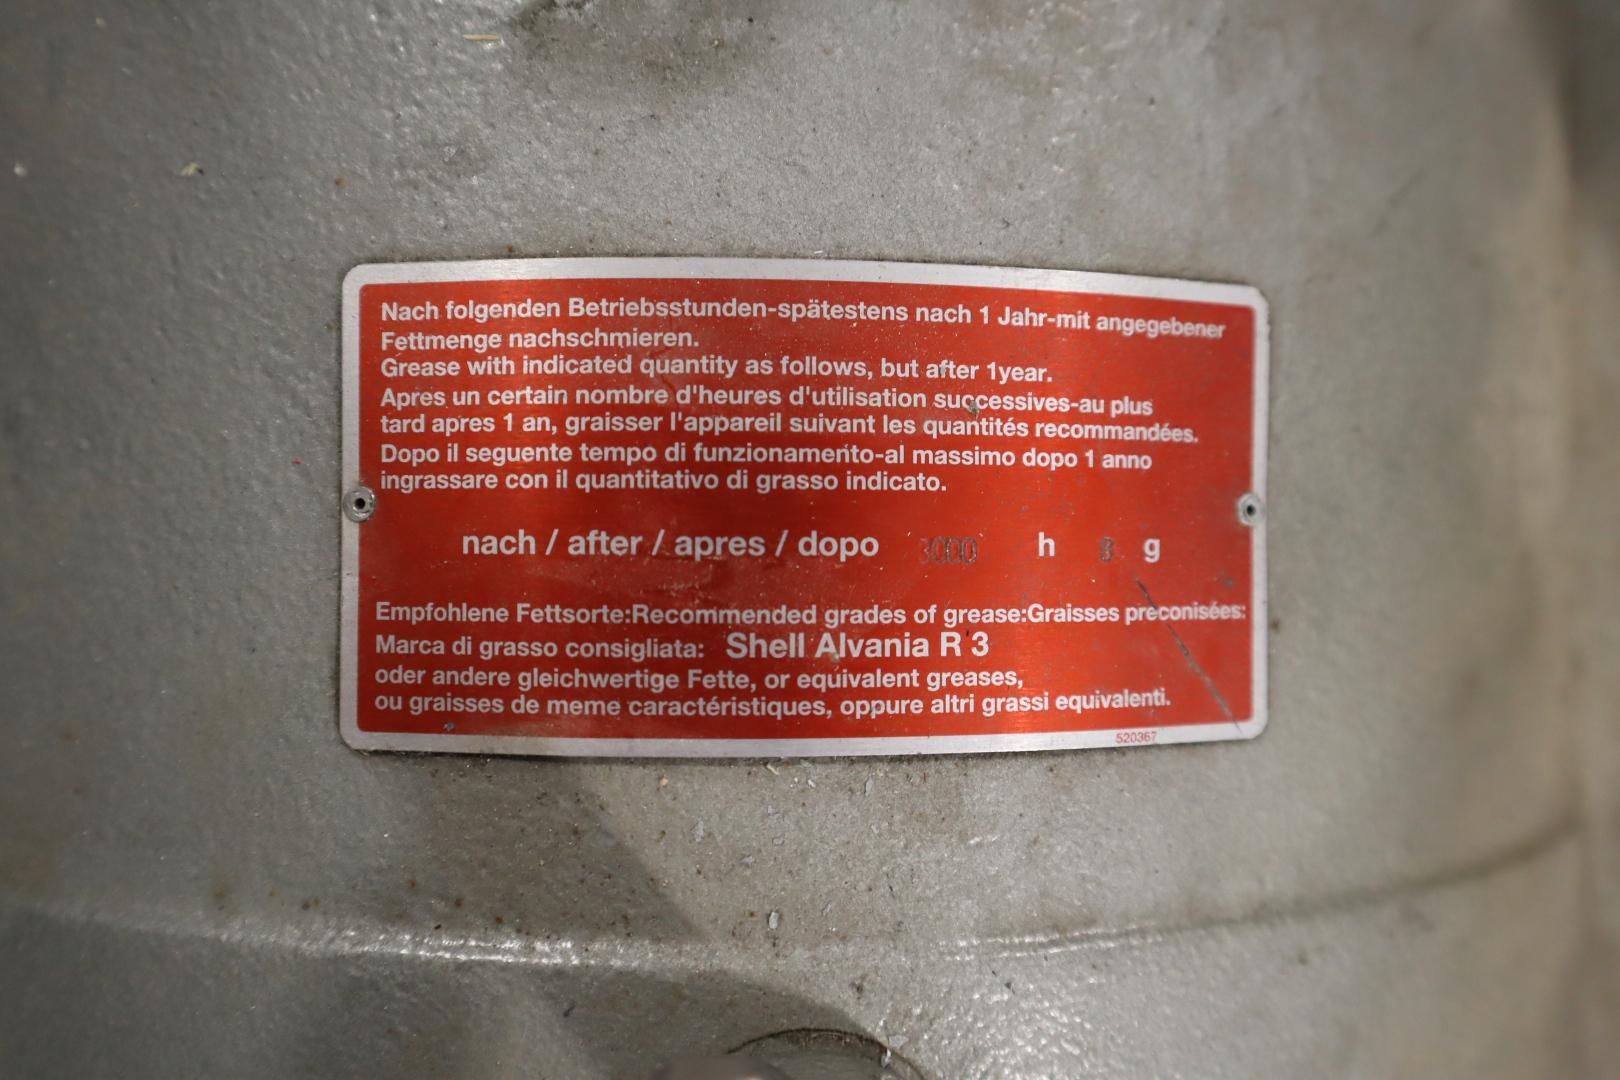 Nach folgenden Betriebsstunden-spätestens nach 1 Jahr-mit angegebener
Fettmenge nachschmieren.
Grease with indicated quantity as follows, but after 1year.
Apres un certain nombre d'heures d'utilisation successives-au plus
tard apres 1 an, graisser l'appareil suivant les quantités recommandées.
Dopo il seguente tempo di funzionamento-al massimo dopo 1 anno
ingrassare con il quantitativo di grasso indicato.
nach / after / apres / dopo h g
Empfohlene Fettsorte:Recommended grades of grease:Graisses preconisées:
Marca di grasso consigliata: Shell Alvania R 3
oder andere gleichwertige Fette, or equivalent greases,
ou graisses de meme caractéristiques, oppure altri grassi equivalenti.
520367